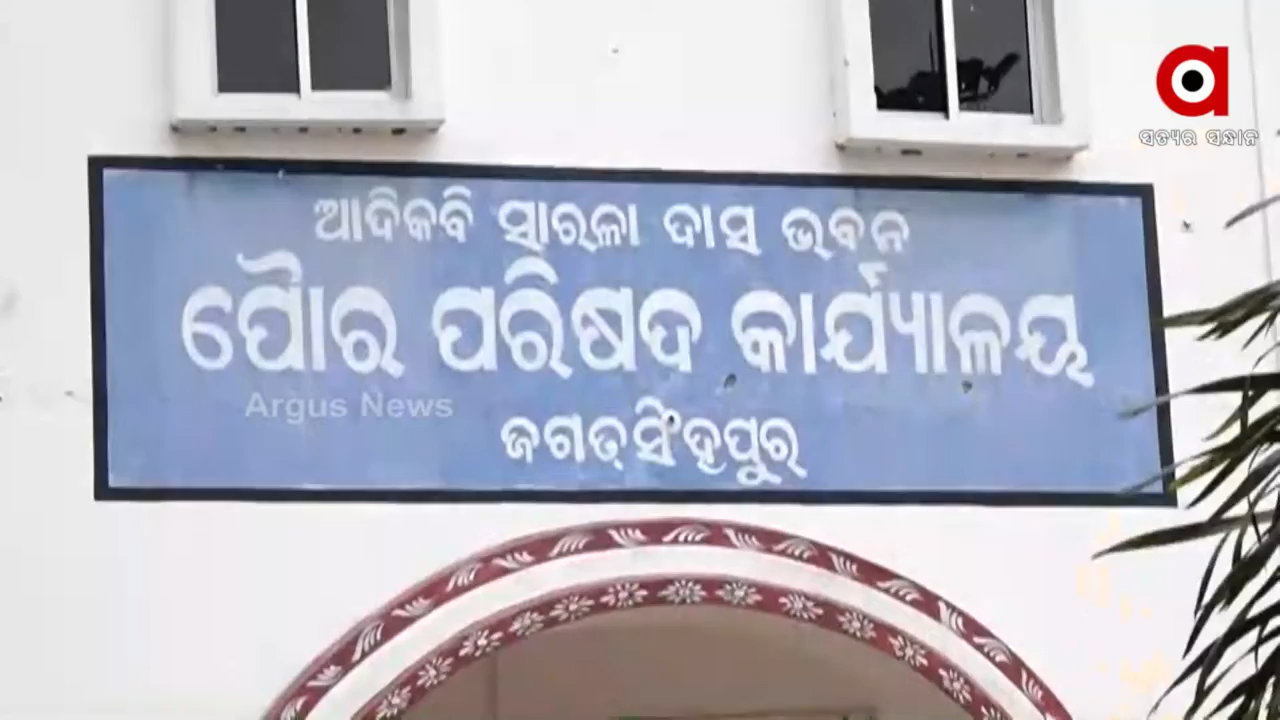 ସତ୍ୟର ସନ୍ଧାନ
ଆଦିକବି ସାରଳା ଦାସ ଭବନ
ପୌର ପରିଷଦ କାର୍ଯ୍ୟାଳୟ
Argus News
ଜଗତ୍‌ସିଂହପୁର